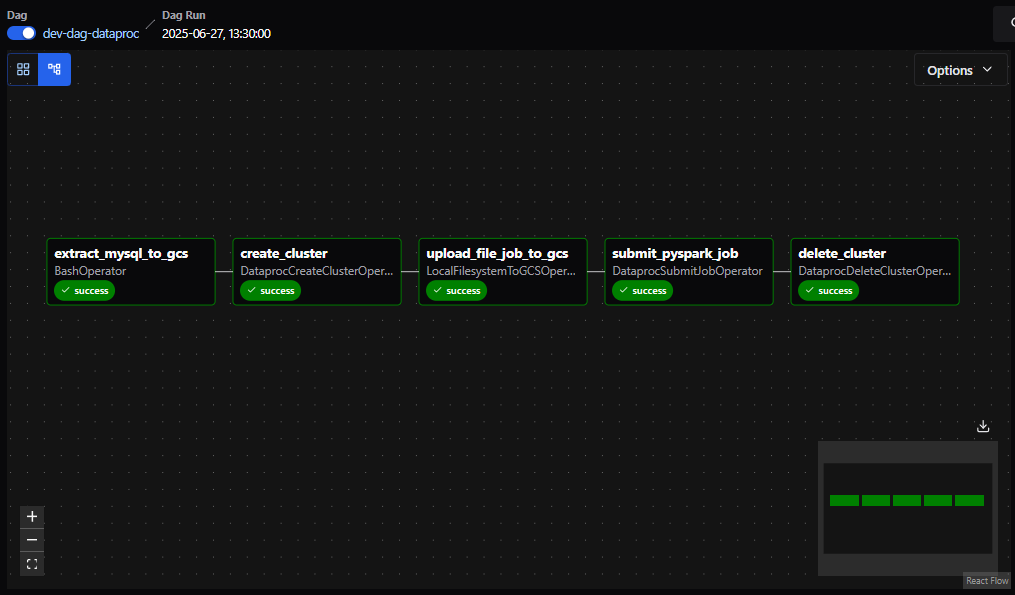 Dag
dev-dag-dataproc
Dag Run
2025-06-27, 13:30:00
Options
extract_mysql_to_gcs
BashOperator
success
create_cluster
DataprocCreateClusterOper...
success
upload_file_job_to_gcs
LocalFilesystemToGCSOper...
success
submit_pyspark_job
DataprocSubmitJobOperator
success
delete_cluster
DataprocDeleteClusterOper...
success
React Flow